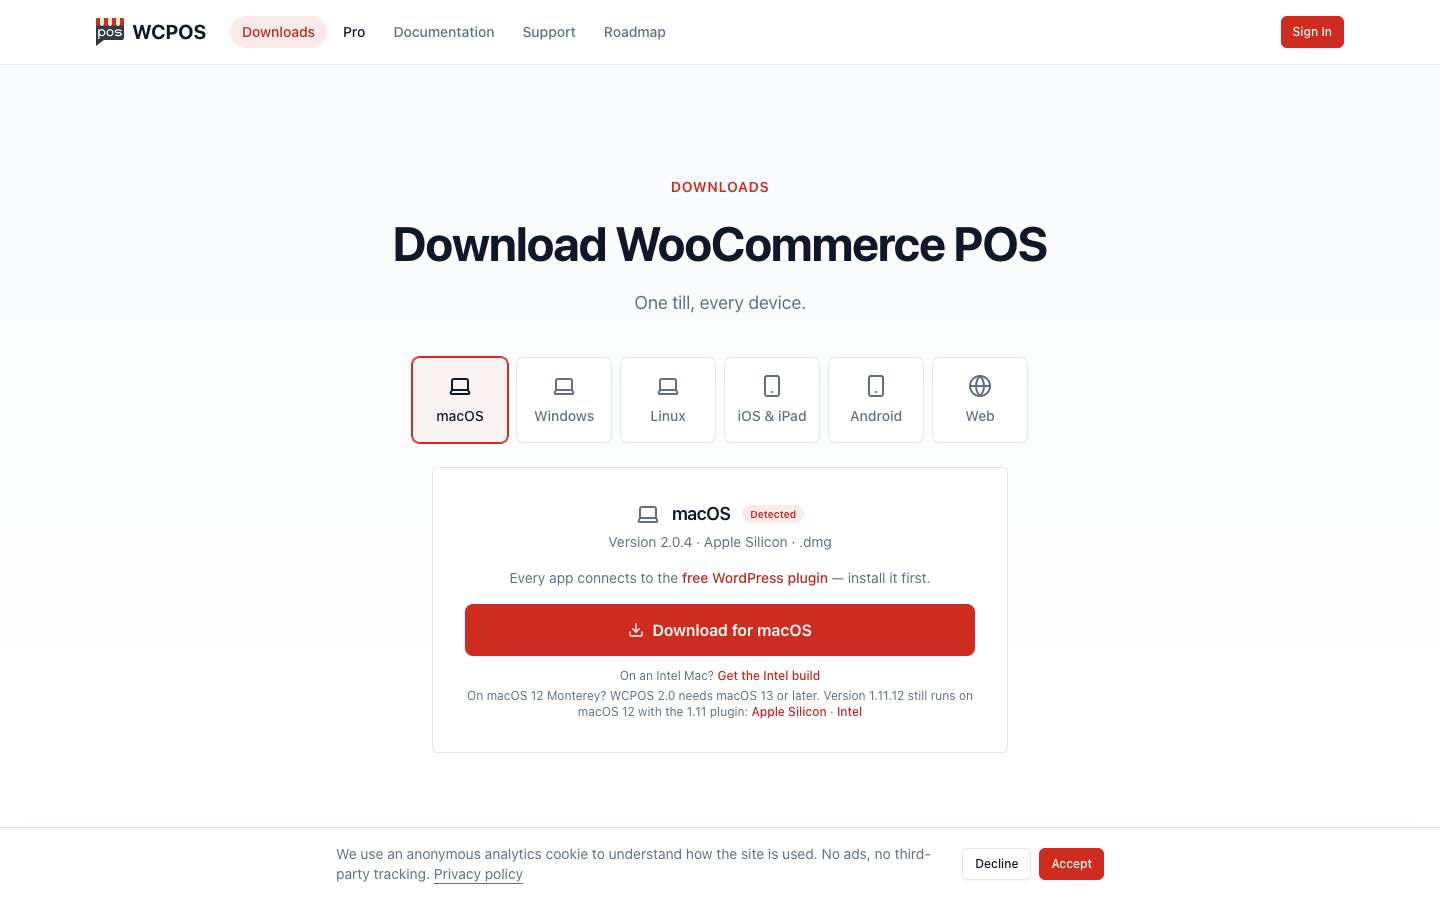 pos WCPOS Downloads Pro Documentation Support Roadmap Sign In
DOWNLOADS
Download WooCommerce POS
One till, every device.
macOS Windows Linux iOS & iPad Android Web
macOS Detected
Version 2.0.4 · Apple Silicon · .dmg
Every app connects to the free WordPress plugin — install it first.
Download for macOS
On an Intel Mac? Get the Intel build
On macOS 12 Monterey? WCPOS 2.0 needs macOS 13 or later. Version 1.11.12 still runs on
macOS 12 with the 1.11 plugin: Apple Silicon · Intel
We use an anonymous analytics cookie to understand how the site is used. No ads, no third-
party tracking. Privacy policy
Decline Accept